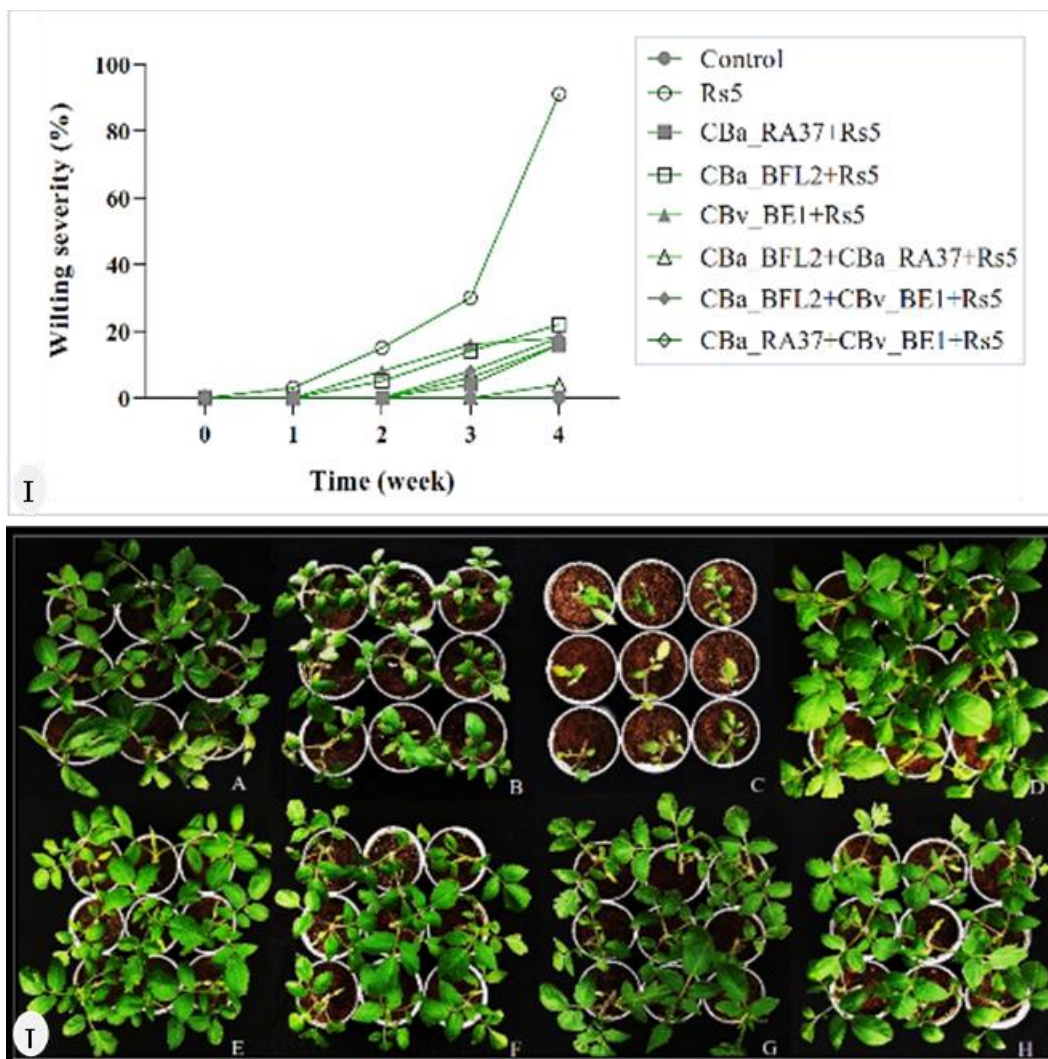 100
80
60
40
20
0
Wilting severity (%)
0 1 2 3 4
Time (week)
Control
Rs5
CBa_RA37+Rs5
CBa_BFL2+Rs5
CBv_BE1+Rs5
CBa_BFL2+CBa_RA37+Rs5
CBa_BFL2+CBv_BE1+Rs5
CBa_RA37+CBv_BE1+Rs5
I
A B C D
E F G H
T